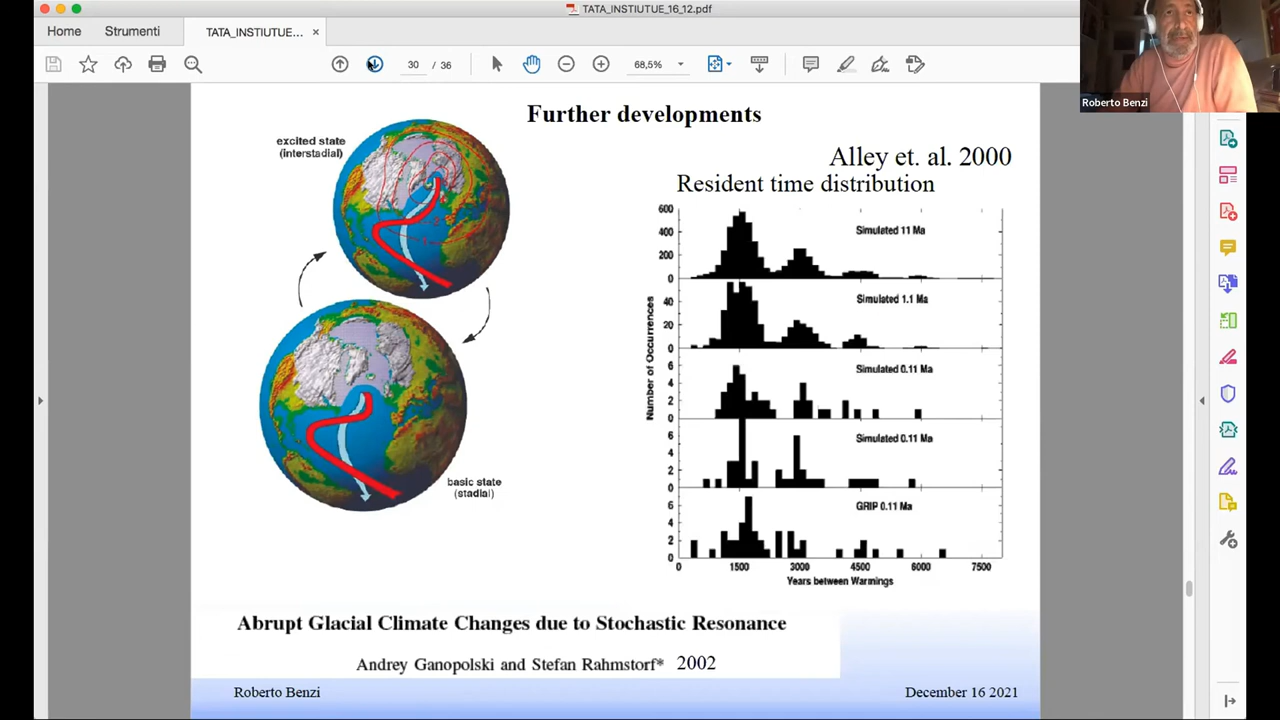 TATA_INSTIUTUE_16_12.pdf
Home
Strumenti
TATA_INSTIUTUE...
×
30 / 36
68,5%
Roberto Benzi
Further developments
excited state
(interstadial)
basic state
(stadial)
Alley et. al. 2000
Resident time distribution
600
400
200
0
Simulated 11 Ma
40
20
0
Simulated 1.1 Ma
6
4
2
0
Simulated 0.11 Ma
6
4
2
0
Simulated 0.11 Ma
6
4
2
0
GRIP 0.11 Ma
Number of Occurrences
0 1500 3000 4500 6000 7500
Years between Warmings
Abrupt Glacial Climate Changes due to Stochastic Resonance
Andrey Ganopolski and Stefan Rahmstorf* 2002
Roberto Benzi
December 16 2021